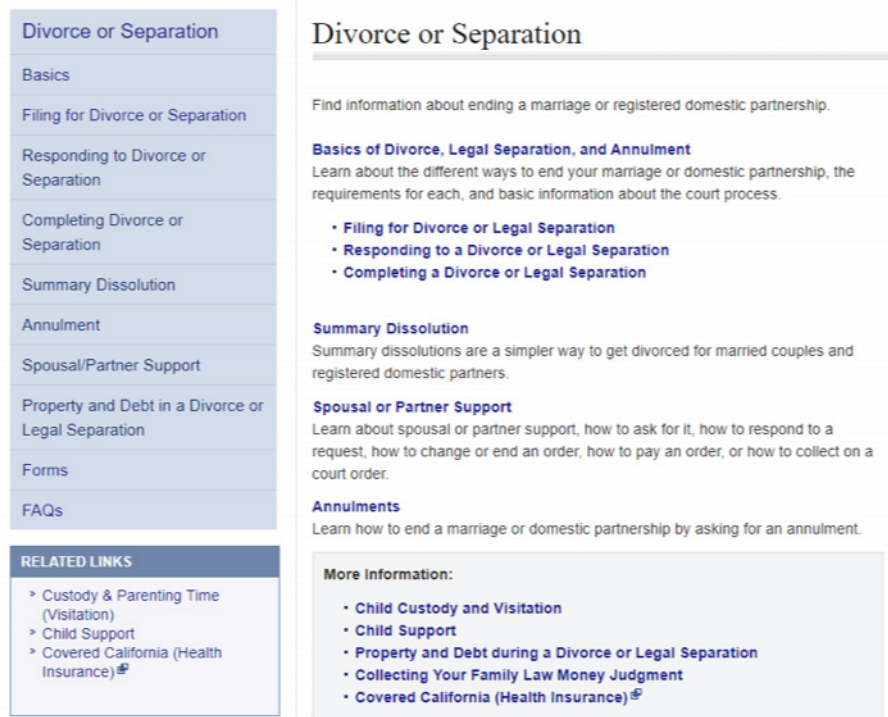 Divorce or Separation
Basics
Filing for Divorce or Separation
Responding to Divorce or
Separation
Completing Divorce or
Separation
Summary Dissolution
Annulment
Spousal/Partner Support
Property and Debt in a Divorce or
Legal Separation
Forms
FAQs
RELATED LINKS
Custody & Parenting Time
(Visitation)
Child Support
Covered California (Health
Insurance)
Divorce or Separation
Find information about ending a marriage or registered domestic partnership.
Basics of Divorce, Legal Separation, and Annulment
Learn about the different ways to end your marriage or domestic partnership, the
requirements for each, and basic information about the court process.
· Filing for Divorce or Legal Separation
· Responding to a Divorce or Legal Separation
· Completing a Divorce or Legal Separation
Summary Dissolution
Summary dissolutions are a simpler way to get divorced for married couples and
registered domestic partners.
Spousal or Partner Support
Learn about spousal or partner support, how to ask for it, how to respond to a
request, how to change or end an order, how to pay an order, or how to collect on a
court order.
Annulments
Learn how to end a marriage or domestic partnership by asking for an annulment.
More Information:
· Child Custody and Visitation
· Child Support
· Property and Debt during a Divorce or Legal Separation
· Collecting Your Family Law Money Judgment
· Covered California (Health Insurance)